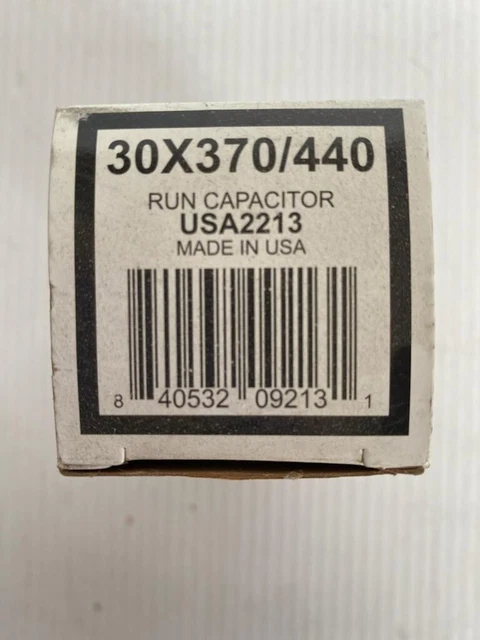 30X370/440
RUN CAPACITOR
USA2213
MADE IN USA
8 40532 09213 1